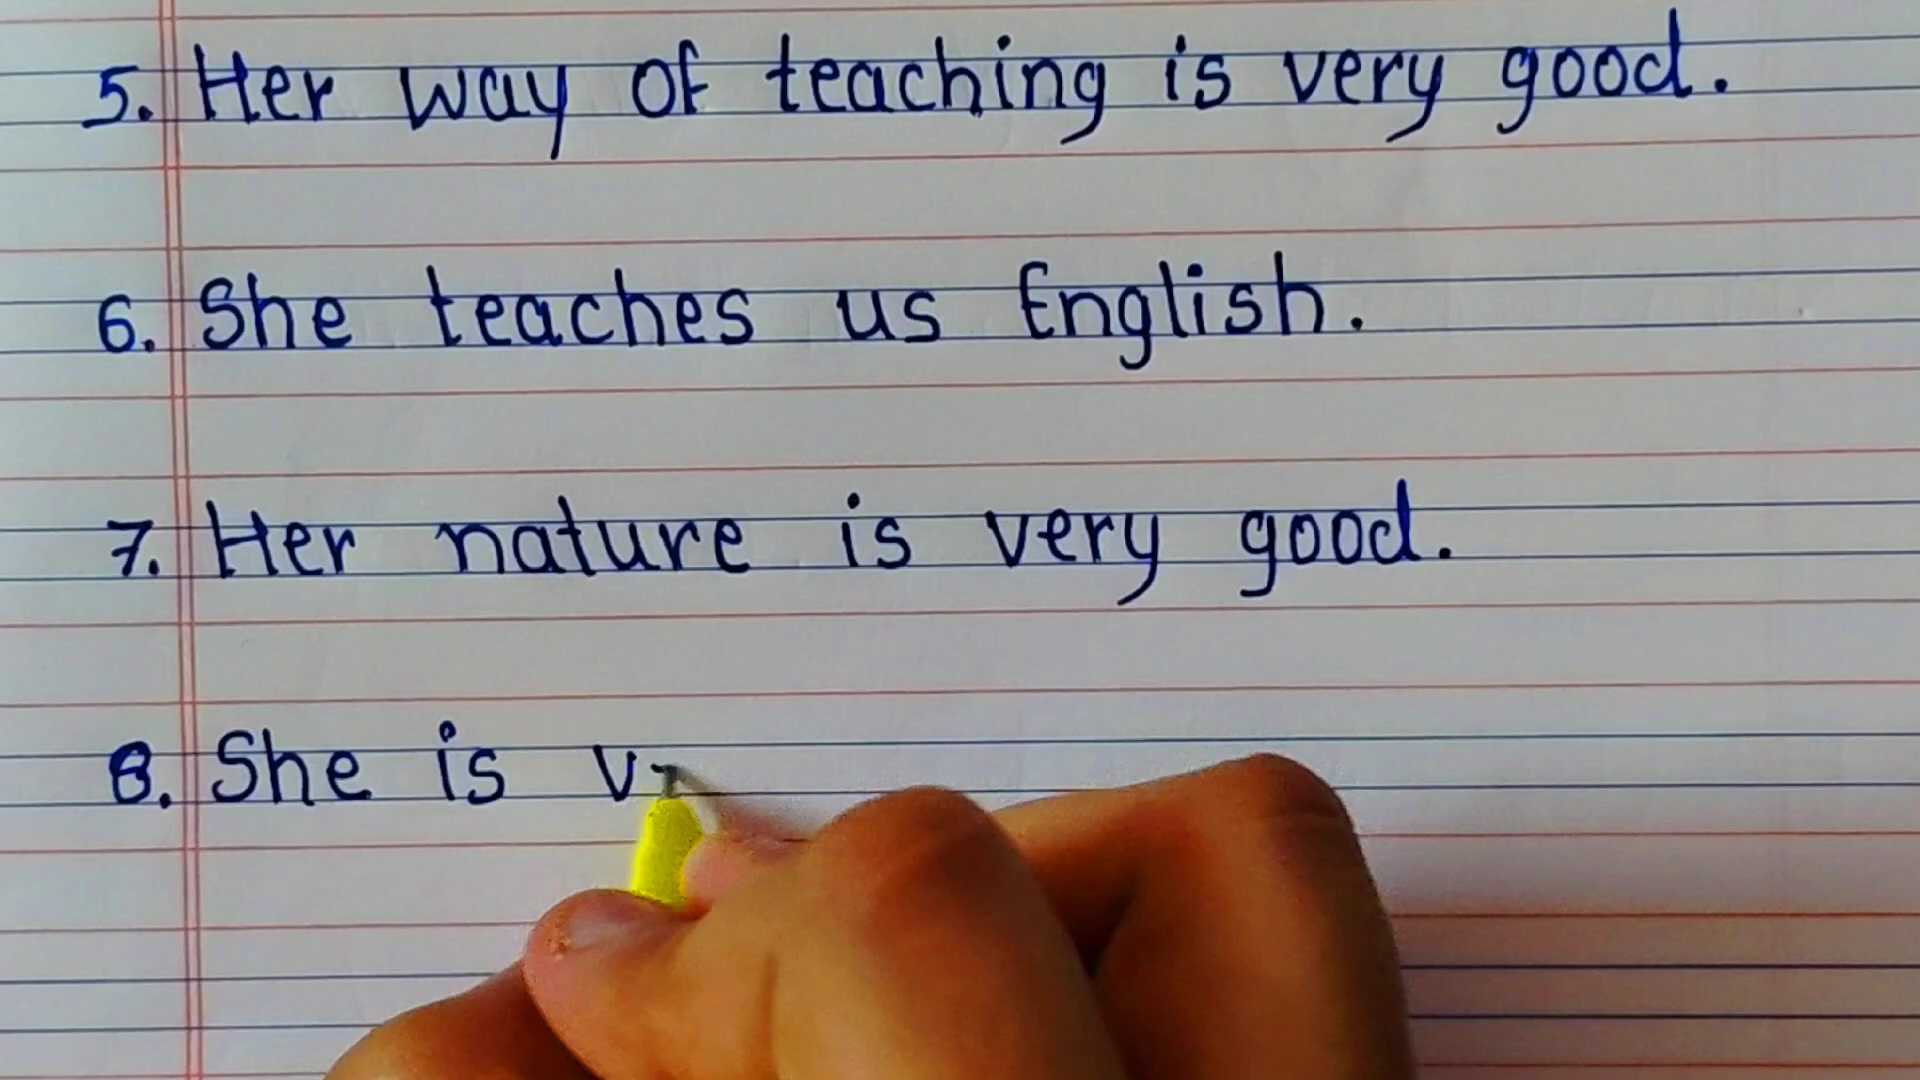 5. Her way of teaching is very good.
6. She teaches us English.
7. Her nature is very good.
8. She is